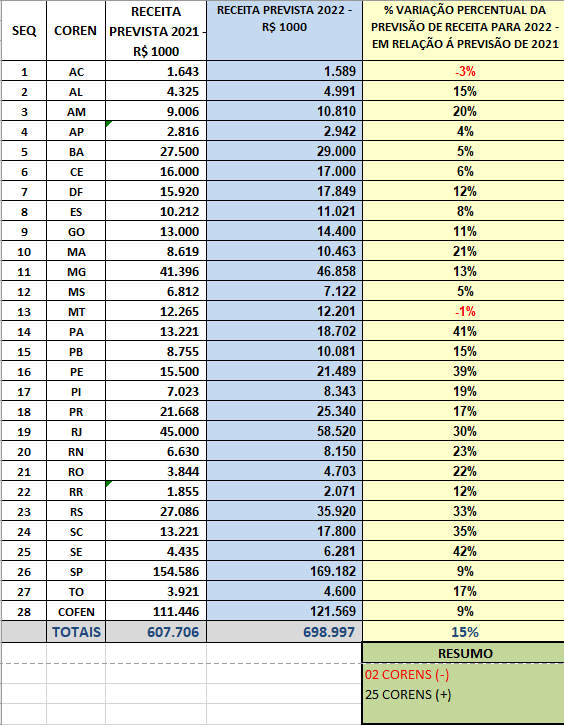 SEQ COREN RECEITA PREVISTA 2021 - R$ 1000 RECEITA PREVISTA 2022 - R$ 1000 % VARIAÇÃO PERCENTUAL DA PREVISÃO DE RECEITA PARA 2022 - EM RELAÇÃO Á PREVISÃO DE 2021
1 AC 1.643 1.589 -3%
2 AL 4.325 4.991 15%
3 AM 9.006 10.810 20%
4 AP 2.816 2.942 4%
5 BA 27.500 29.000 5%
6 CE 16.000 17.000 6%
7 DF 15.920 17.849 12%
8 ES 10.212 11.021 8%
9 GO 13.000 14.400 11%
10 MA 8.619 10.463 21%
11 MG 41.396 46.858 13%
12 MS 6.812 7.122 5%
13 MT 12.265 12.201 -1%
14 PA 13.221 18.702 41%
15 PB 8.755 10.081 15%
16 PE 15.500 21.489 39%
17 PI 7.023 8.343 19%
18 PR 21.668 25.340 17%
19 RJ 45.000 58.520 30%
20 RN 6.630 8.150 23%
21 RO 3.844 4.703 22%
22 RR 1.855 2.071 12%
23 RS 27.086 35.920 33%
24 SC 13.221 17.800 35%
25 SE 4.435 6.281 42%
26 SP 154.586 169.182 9%
27 TO 3.921 4.600 17%
28 COFEN 111.446 121.569 9%
TOTAIS 607.706 698.997 15%
RESUMO
02 CORENS (-)
25 CORENS (+)